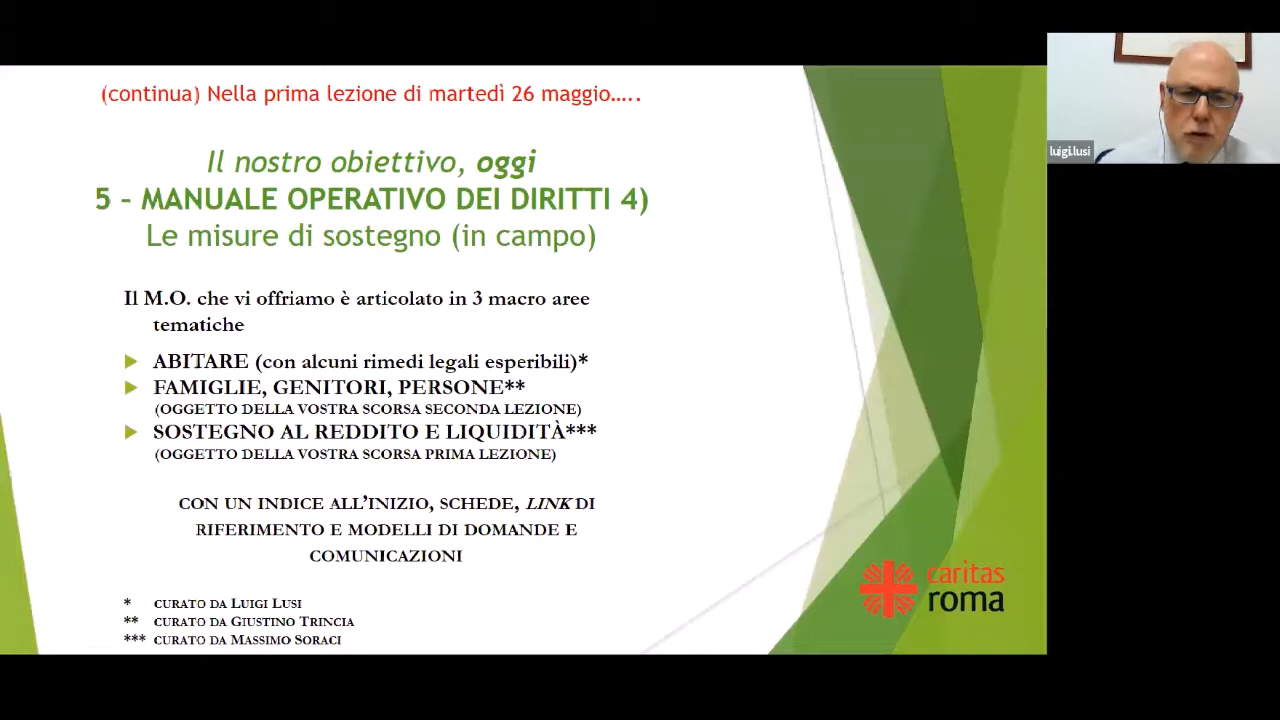 (continua) Nella prima lezione di martedì 26 maggio…..
Il nostro obiettivo, oggi
5 – MANUALE OPERATIVO DEI DIRITTI 4)
Le misure di sostegno (in campo)
Il M.O. che vi offriamo è articolato in 3 macro aree
tematiche
ABITARE (con alcuni rimedi legali esperibili)*
FAMIGLIE, GENITORI, PERSONE**
(OGGETTO DELLA VOSTRA SCORSA SECONDA LEZIONE)
SOSTEGNO AL REDDITO E LIQUIDITÀ***
(OGGETTO DELLA VOSTRA SCORSA PRIMA LEZIONE)
CON UN INDICE ALL’INIZIO, SCHEDE, LINK DI
RIFERIMENTO E MODELLI DI DOMANDE E
COMUNICAZIONI
* CURATO DA LUIGI LUSI
** CURATO DA GIUSTINO TRINCIA
*** CURATO DA MASSIMO SORACI
caritas
roma
luigi.lusi